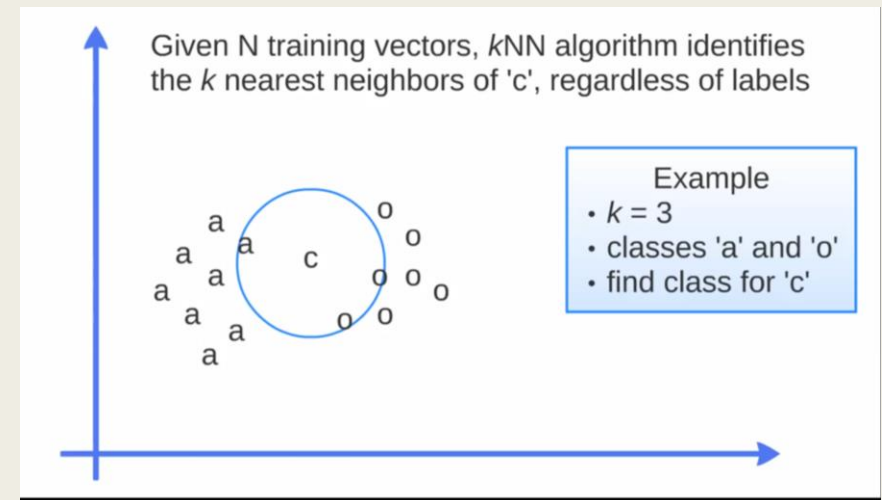 Given N training vectors, kNN algorithm identifies
the k nearest neighbors of 'c', regardless of labels
Example
• k = 3
• classes 'a' and 'o'
• find class for 'c'
a
o
a
o
a
c
a
o
o
a
o
a
o
o
a
a